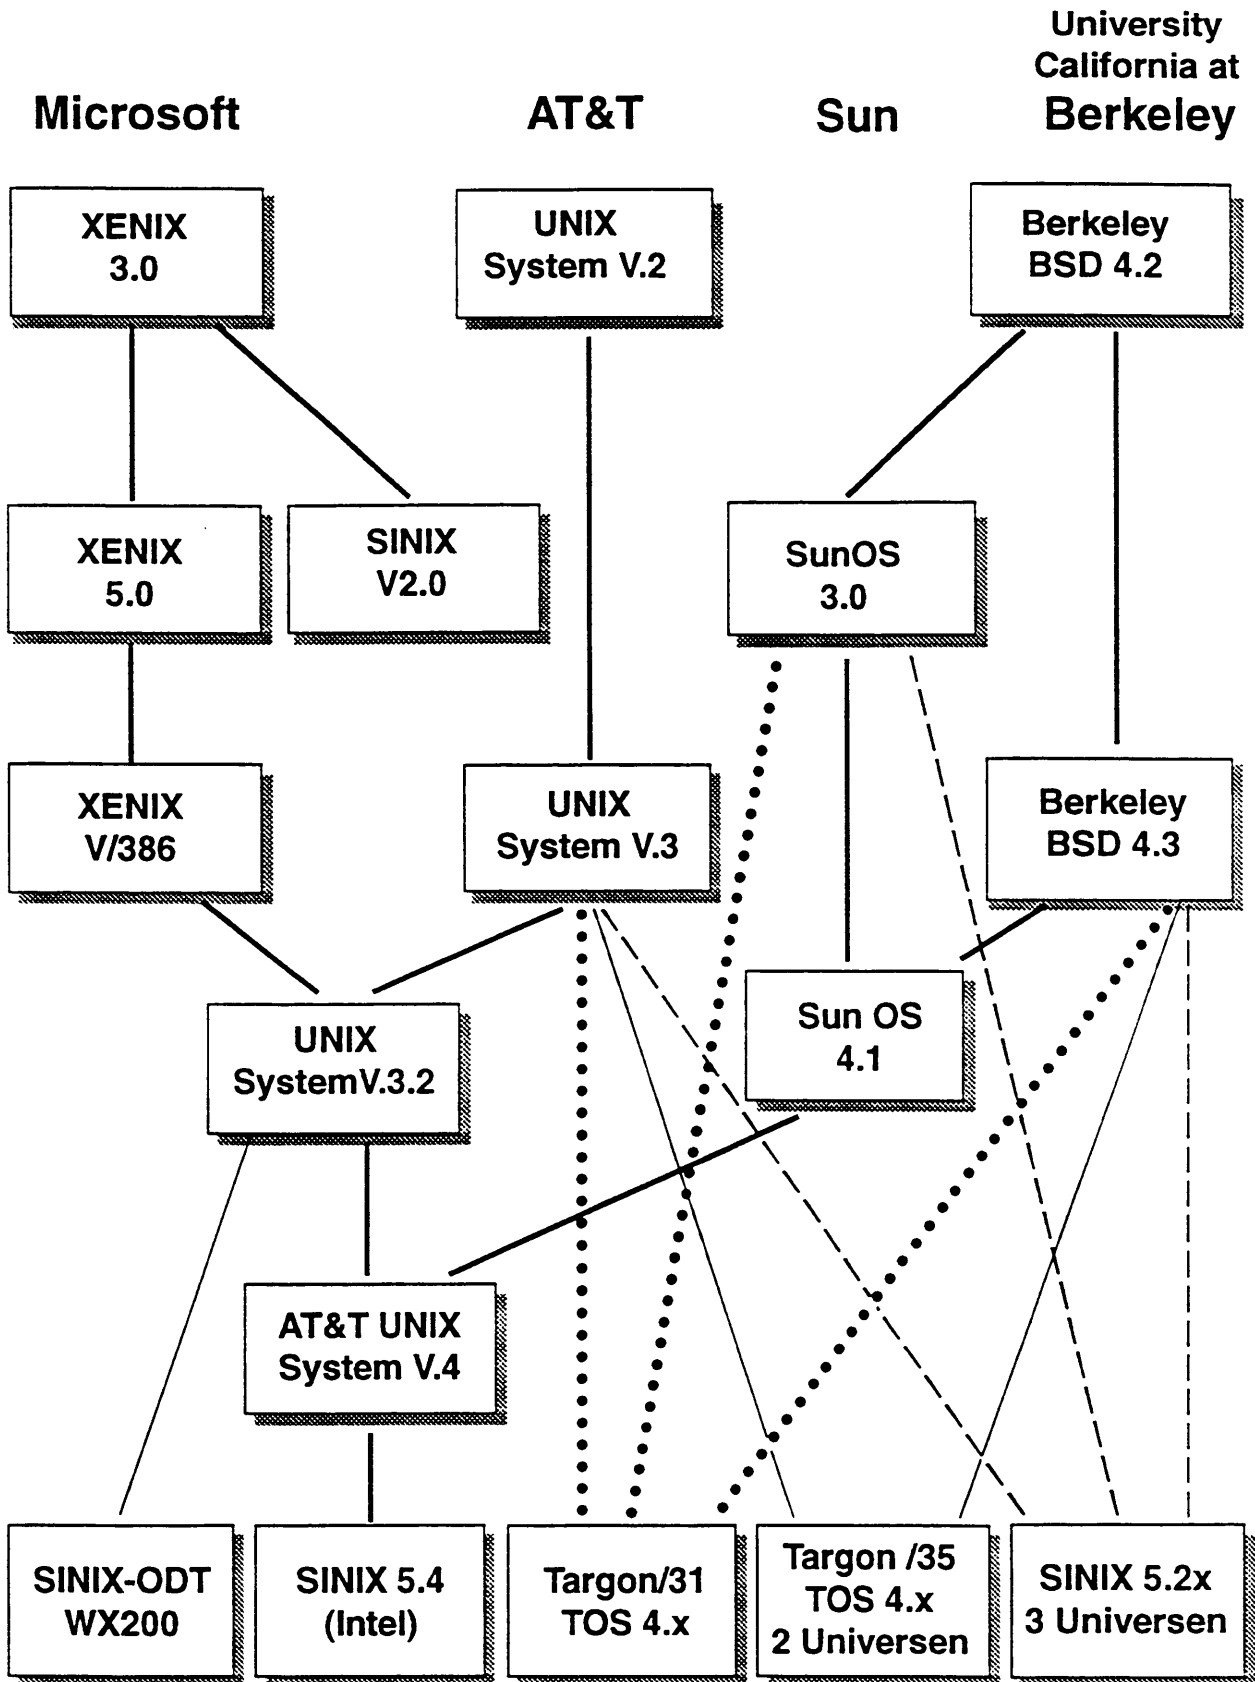 University
California at
Microsoft
AT&T
Sun
Berkeley
XENIX
3.0
UNIX
System V.2
Berkeley
BSD 4.2
XENIX
5.0
SINIX
V2.0
SunOS
3.0
XENIX
V/386
UNIX
System V.3
Berkeley
BSD 4.3
UNIX
SystemV.3.2
Sun OS
4.1
AT&T UNIX
System V.4
SINIX-ODT
WX200
SINIX 5.4
(Intel)
Targon/31
TOS 4.x
Targon /35
TOS 4.x
2 Universen
SINIX 5.2x
3 Universen